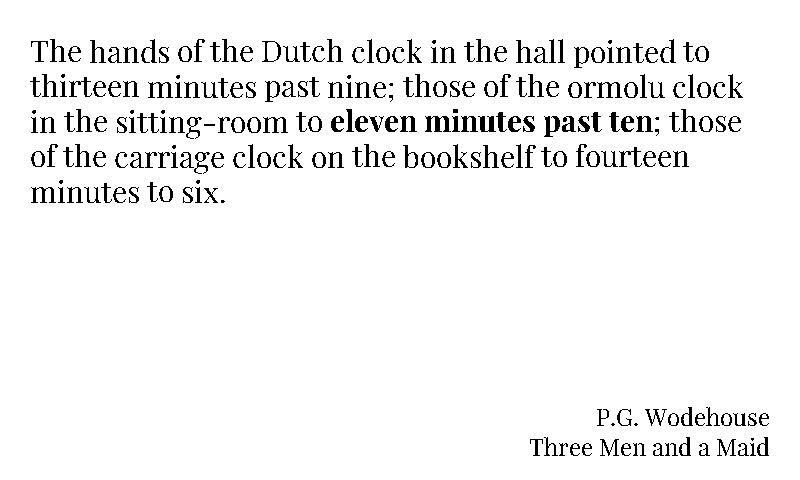 The hands of the Dutch clock in the hall pointed to
thirteen minutes past nine; those of the ormolu clock
in the sitting-room to eleven minutes past ten; those
of the carriage clock on the bookshelf to fourteen
minutes to six.
P.G. Wodehouse
Three Men and a Maid